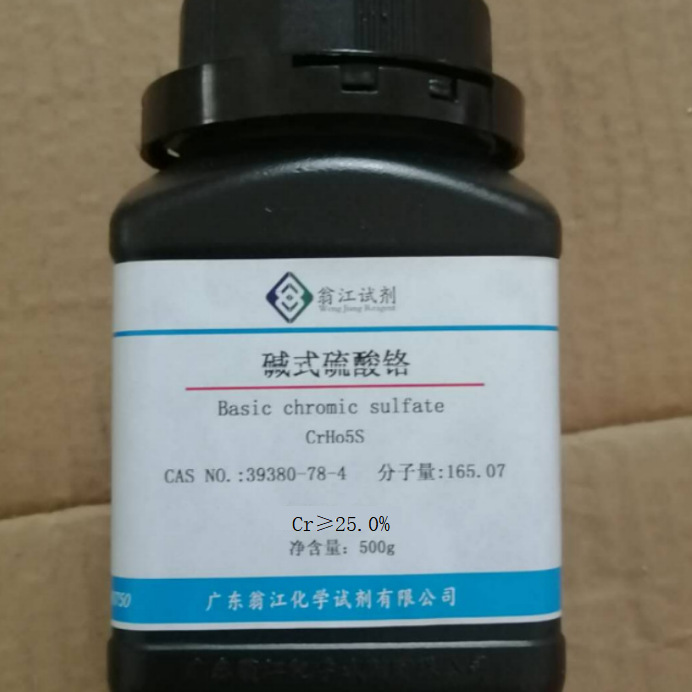 翁江试剂
Weng Jiang Reagent
碱式硫酸铬
Basic chromic sulfate
CrHo5S
CAS NO.:39380-78-4 分子量:165.07
Cr≥25.0%
净含量: 500g
广东翁江化学试剂有限公司